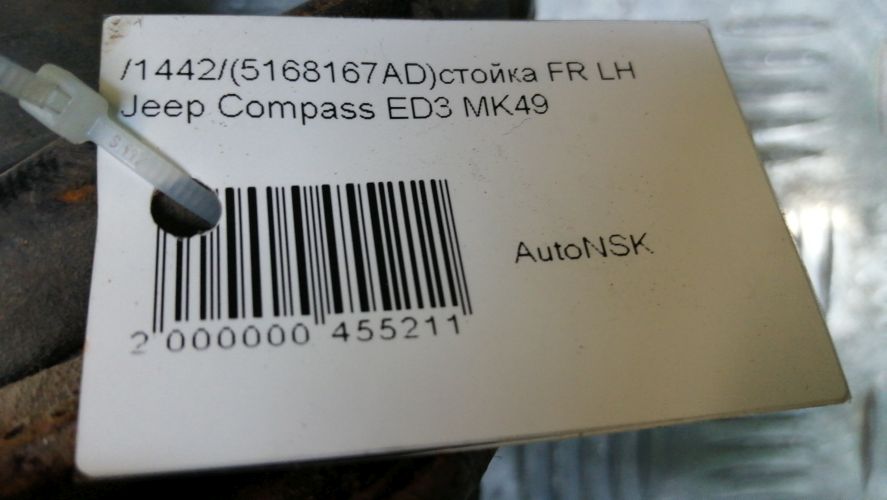 /1442/(5168167AD)стойка FR LH
Jeep Compass ED3 MK49
AutoNSK
2 000000 455211